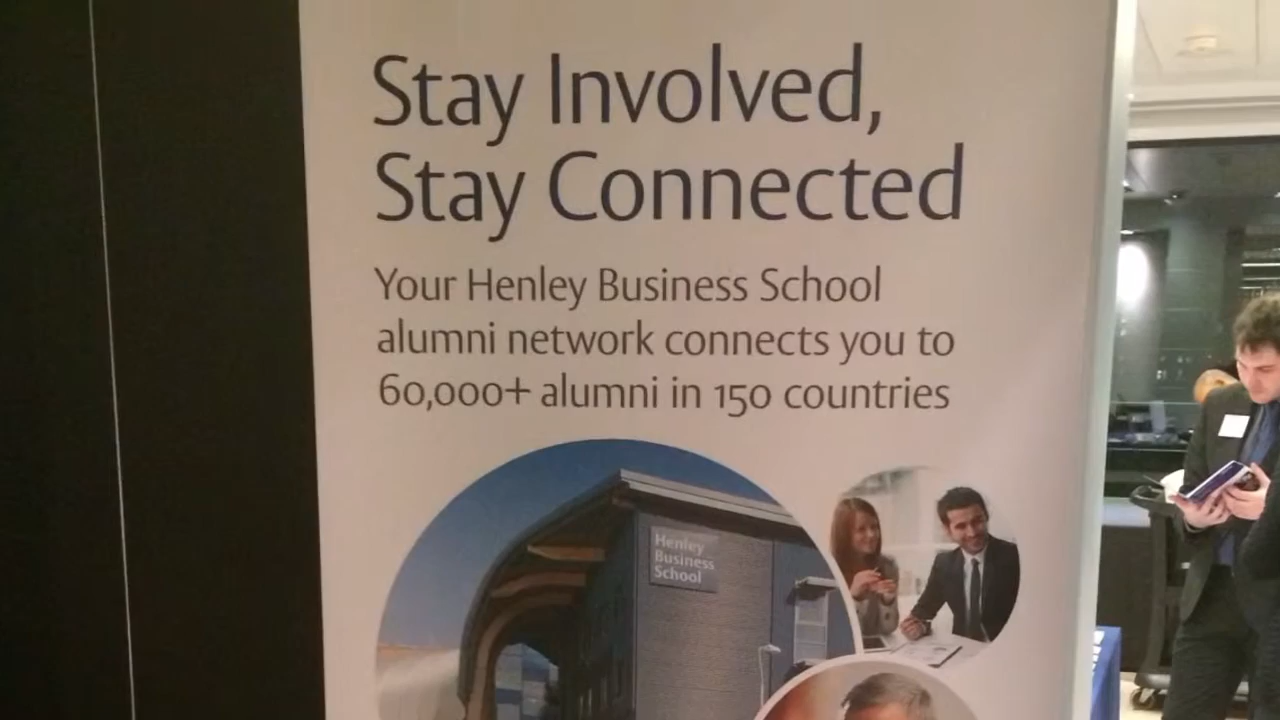 Stay Involved,
Stay Connected
Your Henley Business School
alumni network connects you to
60,000+ alumni in 150 countries
Henley
Business
School